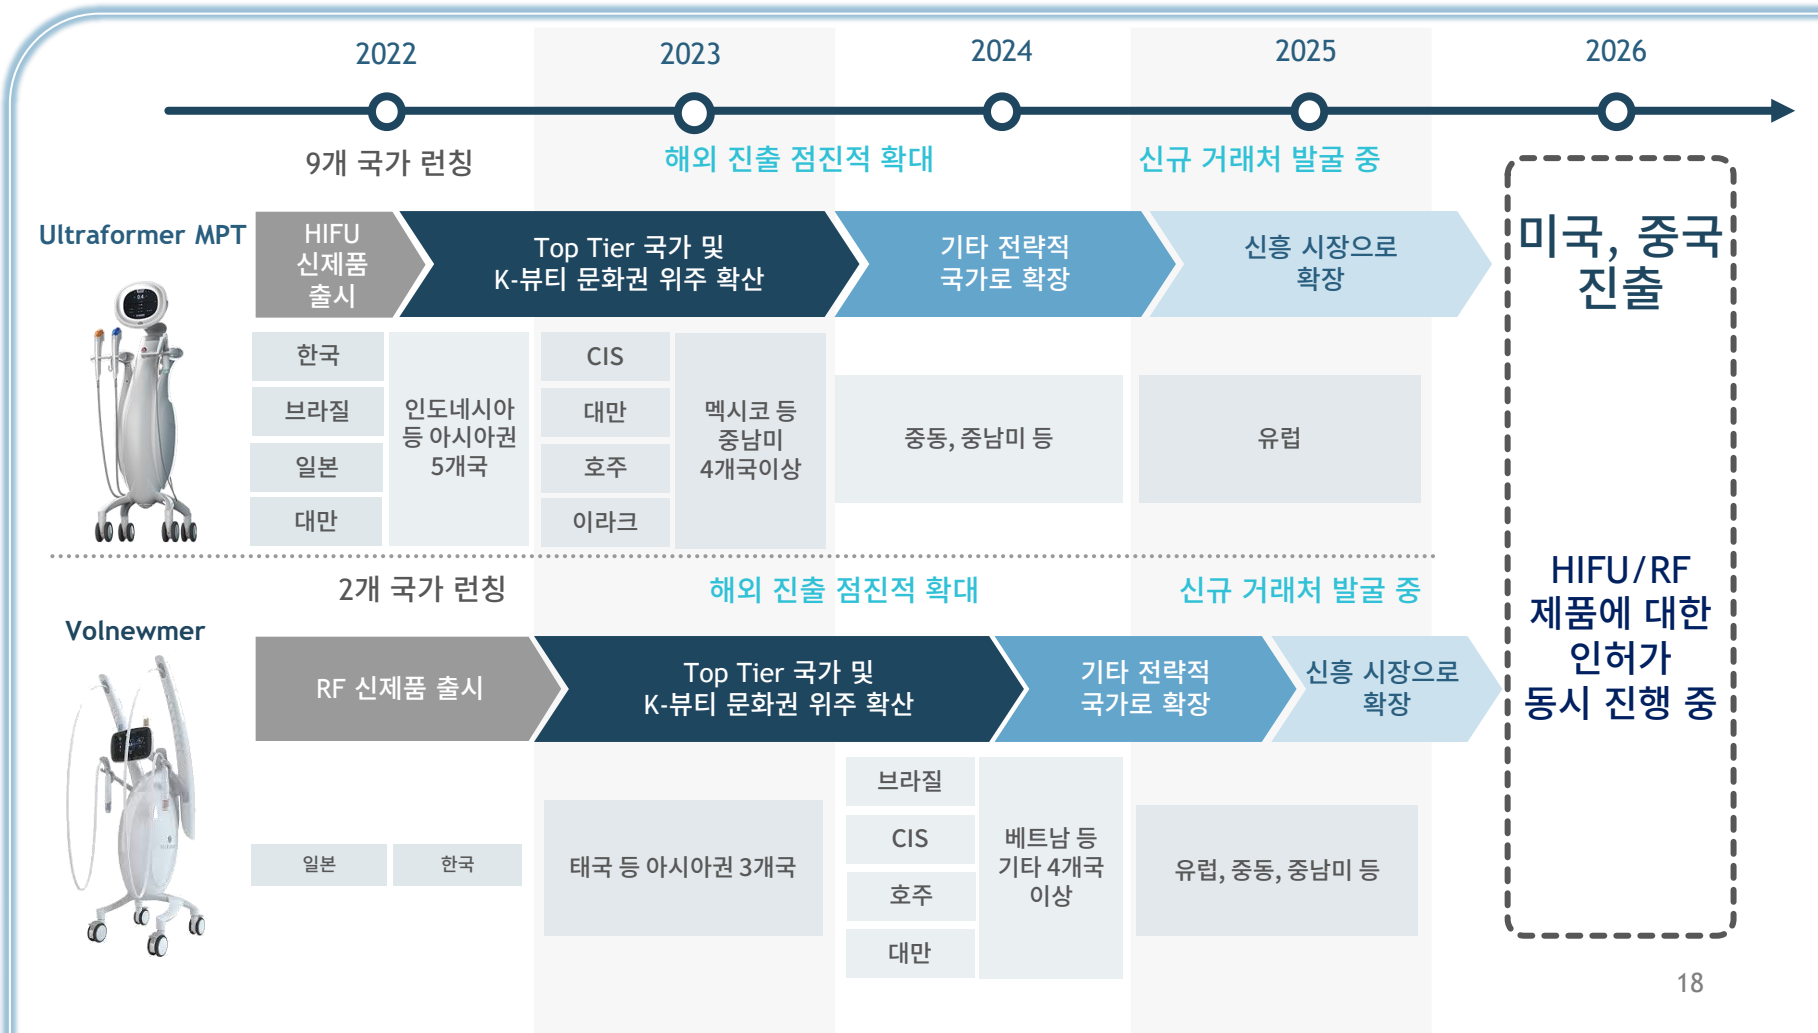 2022
2023
2024
2025
2026
9개 국가 런칭
해외 진출 점진적 확대
신규 거래처 발굴 중
Ultraformer MPT
HIFU
신제품
출시
Top Tier 국가 및
K-뷰티 문화권 위주 확산
기타 전략적
국가로 확장
신흥 시장으로
확장
미국, 중국
진출
한국
브라질
일본
대만
인도네시아
등 아시아권
5개국
CIS
대만
호주
이라크
멕시코 등
중남미
4개국이상
중동, 중남미 등
유럽
2개 국가 런칭
해외 진출 점진적 확대
신규 거래처 발굴 중
HIFU/RF
제품에 대한
인허가
동시 진행 중
Volnewmer
RF 신제품 출시
Top Tier 국가 및
K-뷰티 문화권 위주 확산
기타 전략적
국가로 확장
신흥 시장으로
확장
일본
한국
태국 등 아시아권 3개국
브라질
CIS
호주
대만
베트남 등
기타 4개국
이상
유럽, 중동, 중남미 등
18